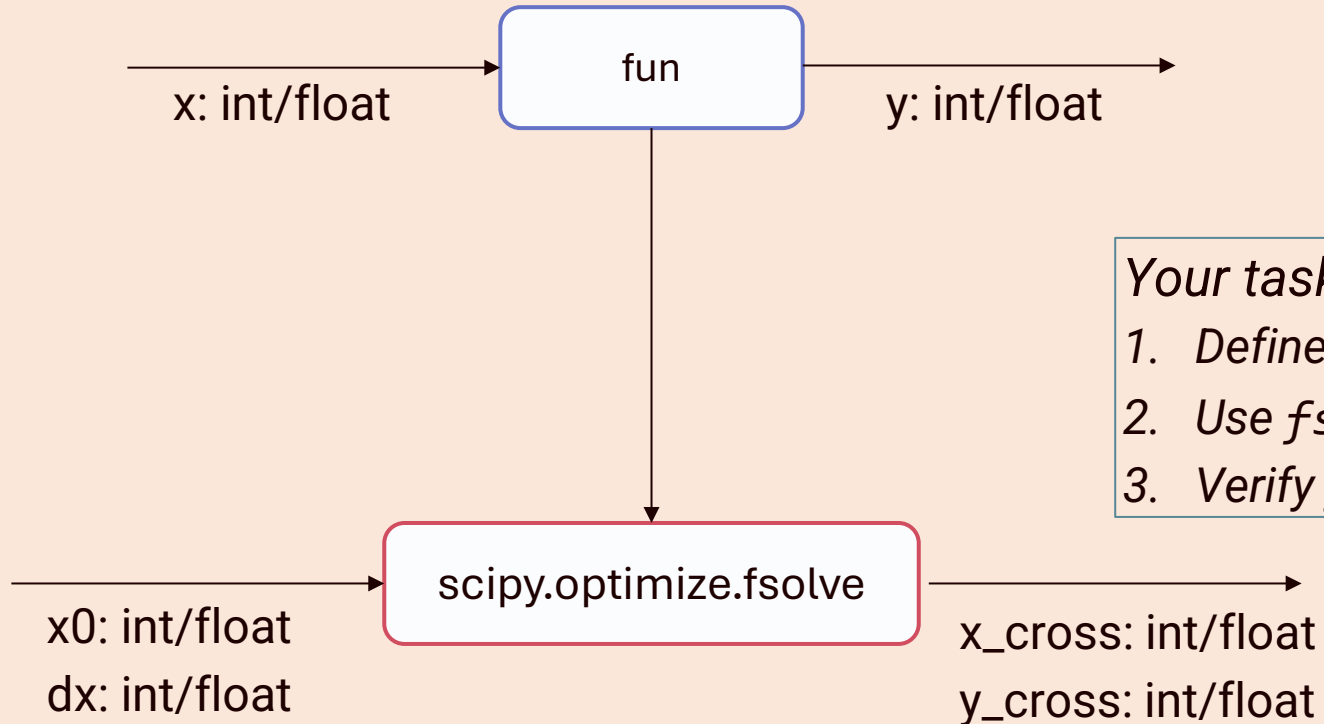 fun
x: int/float
y: int/float
Your
1. Define
2. Use
3. Verify
scipy.optimize.fsolve
x0: int/float
dx: int/float
x_cross: int/float
y_cross: int/float